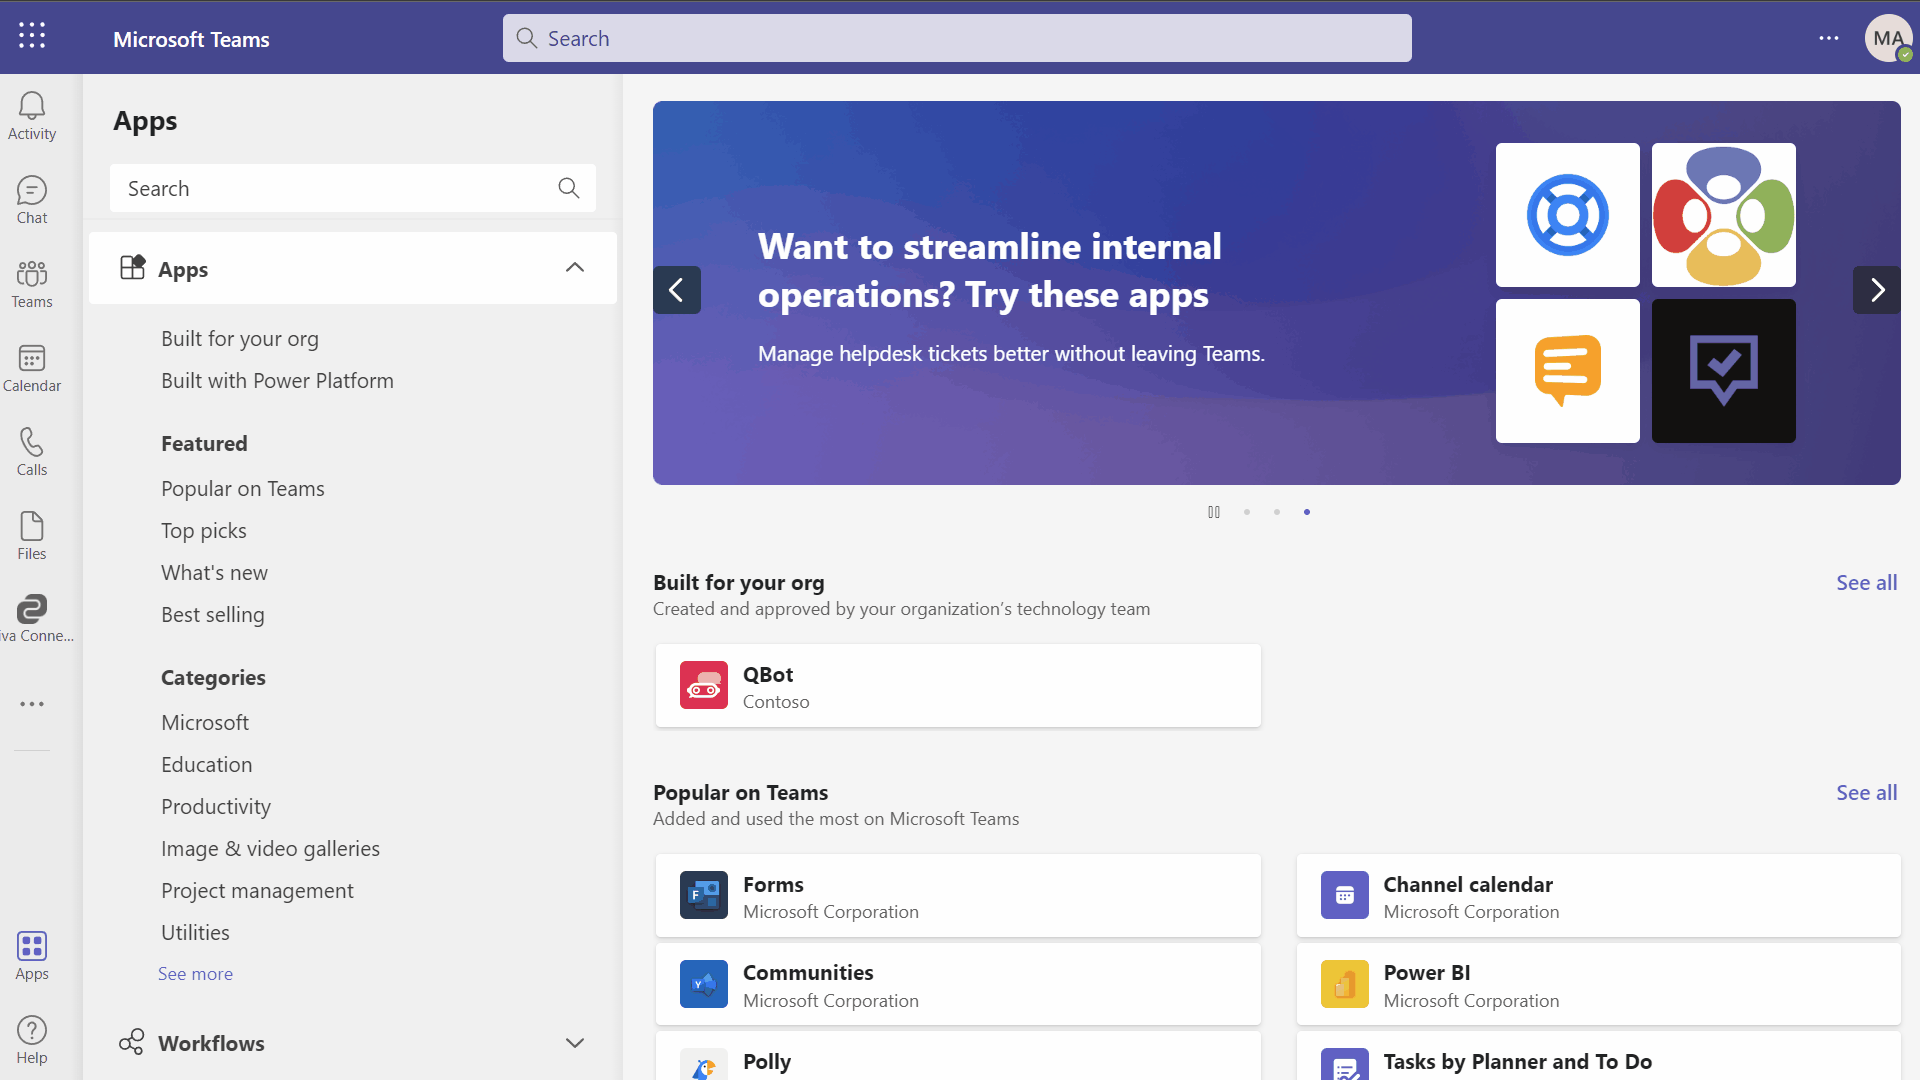 Microsoft Teams
Search
MA
Activity
Chat
Teams
Calendar
Calls
Files
iva Conne...
Apps
Help
Apps
Search
Apps
Built for your org
Built with Power Platform
Featured
Popular on Teams
Top picks
What's new
Best selling
Categories
Microsoft
Education
Productivity
Image & video galleries
Project management
Utilities
See more
Workflows
Want to streamline internal
operations? Try these apps
Manage helpdesk tickets better without leaving Teams.
Built for your org
See all
Created and approved by your organization’s technology team
QBot
Contoso
Popular on Teams
See all
Added and used the most on Microsoft Teams
F
Forms
Microsoft Corporation
Channel calendar
Microsoft Corporation
Y
Communities
Microsoft Corporation
Power BI
Microsoft Corporation
Polly
Tasks by Planner and To Do